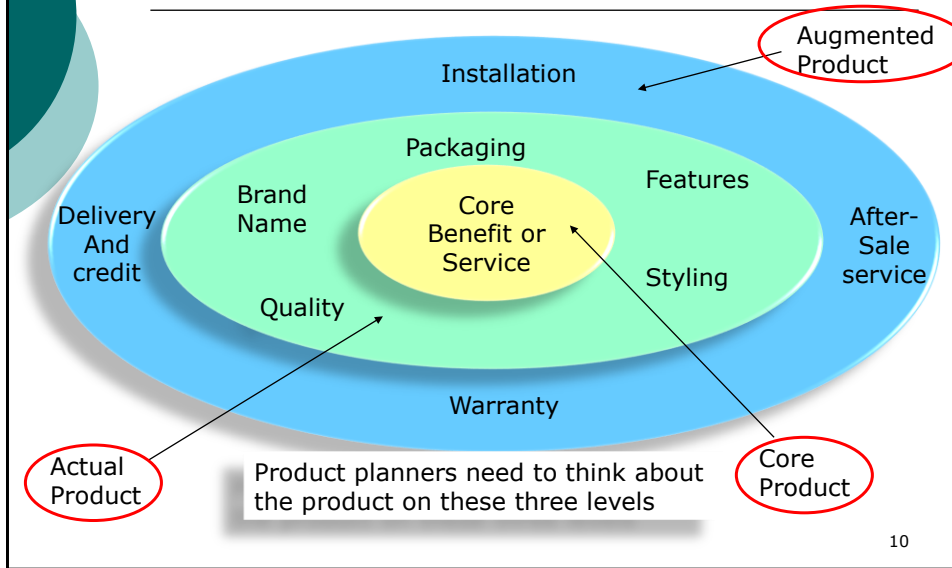 Augmented
Product
Installation
Packaging
Features
Brand
Name
Core
Benefit or
Service
Delivery
And
credit
After-
Sale
service
Styling
Quality
Warranty
Actual
Product
Product planners need to think about
the product on these three levels
Core
Product
10